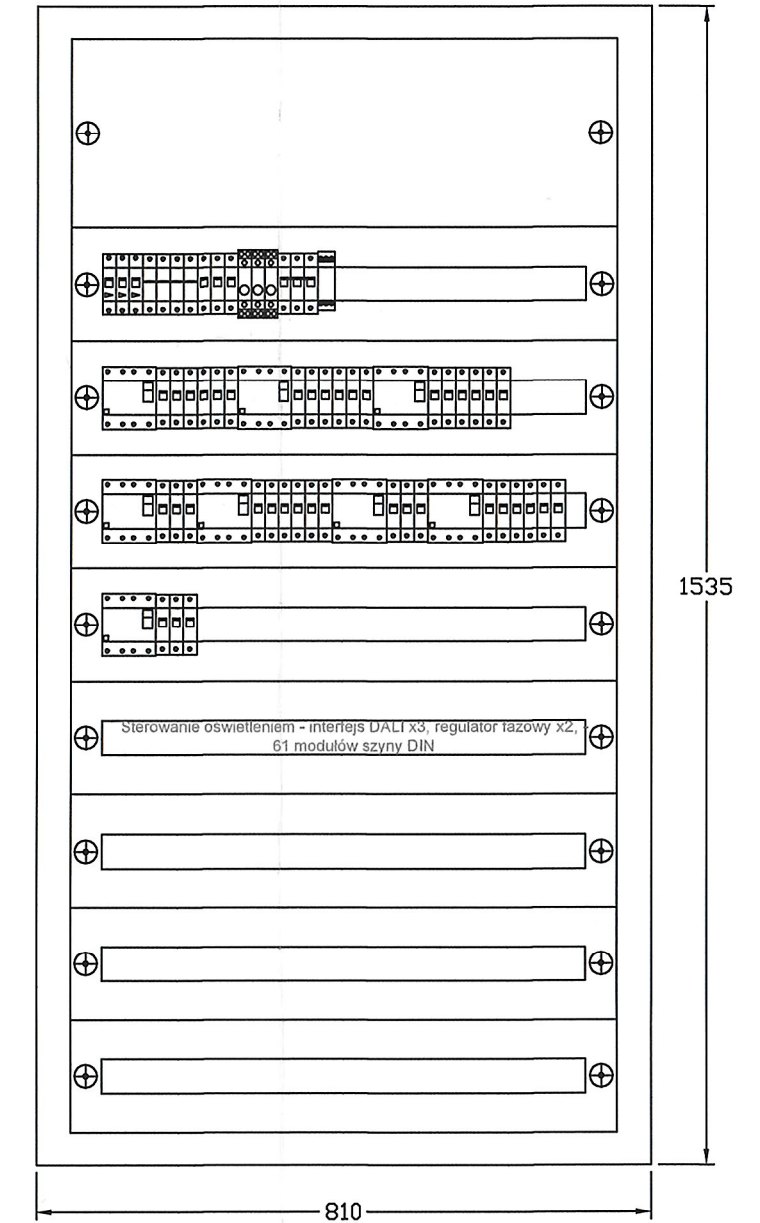 1535
Sterowanie oświetleniem - interfejs DALI x3, regulator fazowy x2, -
61 modułów szyny DIN
810